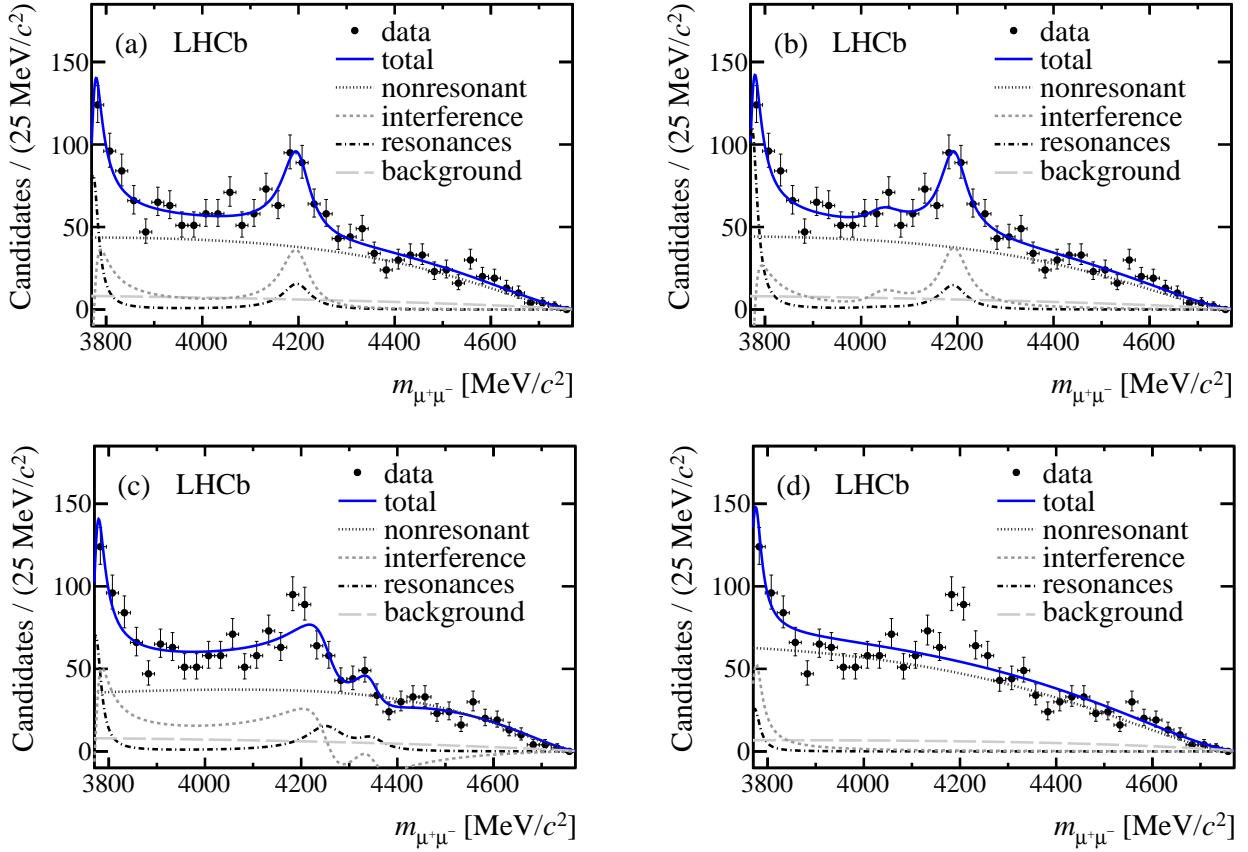 Candidates / (25 MeV/c²)
150
100
50
0
(a) LHCb
data
total
nonresonant
interference
resonances
background
3800 4000 4200 4400 4600
mμ⁺μ⁻ [MeV/c²]
Candidates / (25 MeV/c²)
150
100
50
0
(b) LHCb
data
total
nonresonant
interference
resonances
background
3800 4000 4200 4400 4600
mμ⁺μ⁻ [MeV/c²]
Candidates / (25 MeV/c²)
150
100
50
0
(c) LHCb
data
total
nonresonant
interference
resonances
background
3800 4000 4200 4400 4600
mμ⁺μ⁻ [MeV/c²]
Candidates / (25 MeV/c²)
150
100
50
0
(d) LHCb
data
total
nonresonant
interference
resonances
background
3800 4000 4200 4400 4600
mμ⁺μ⁻ [MeV/c²]